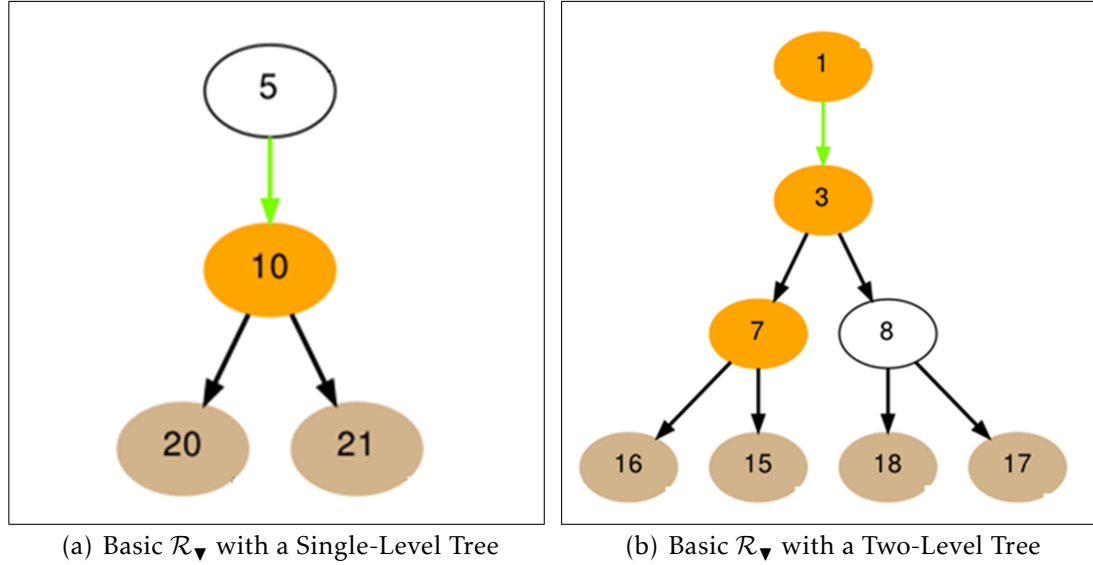 5
10
20 21
(a) Basic ℛ▼ with a Single-Level Tree
1
3
7 8
16 15 18 17
(b) Basic ℛ▼ with a Two-Level Tree